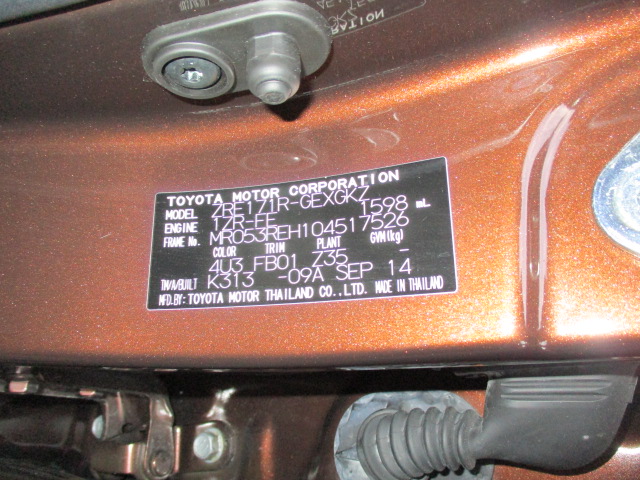 TOYOTA MOTOR CORPORATION
MODEL ZRE171R-GEXGKZ
ENGINE 1ZR-FE 1598 mL
FRAME No. MR053REH104517526
COLOR TRIM PLANT GVM(kg)
4U3 FB01 Z35 -
TM/A/BUILT K313 -09A SEP 14
MFD.BY: TOYOTA MOTOR THAILAND CO.,LTD. MADE IN THAILAND